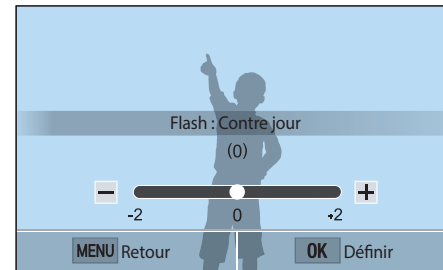 Flash : Contre jour
(0)
− +
-2 0 +2
MENU Retour OK Définir